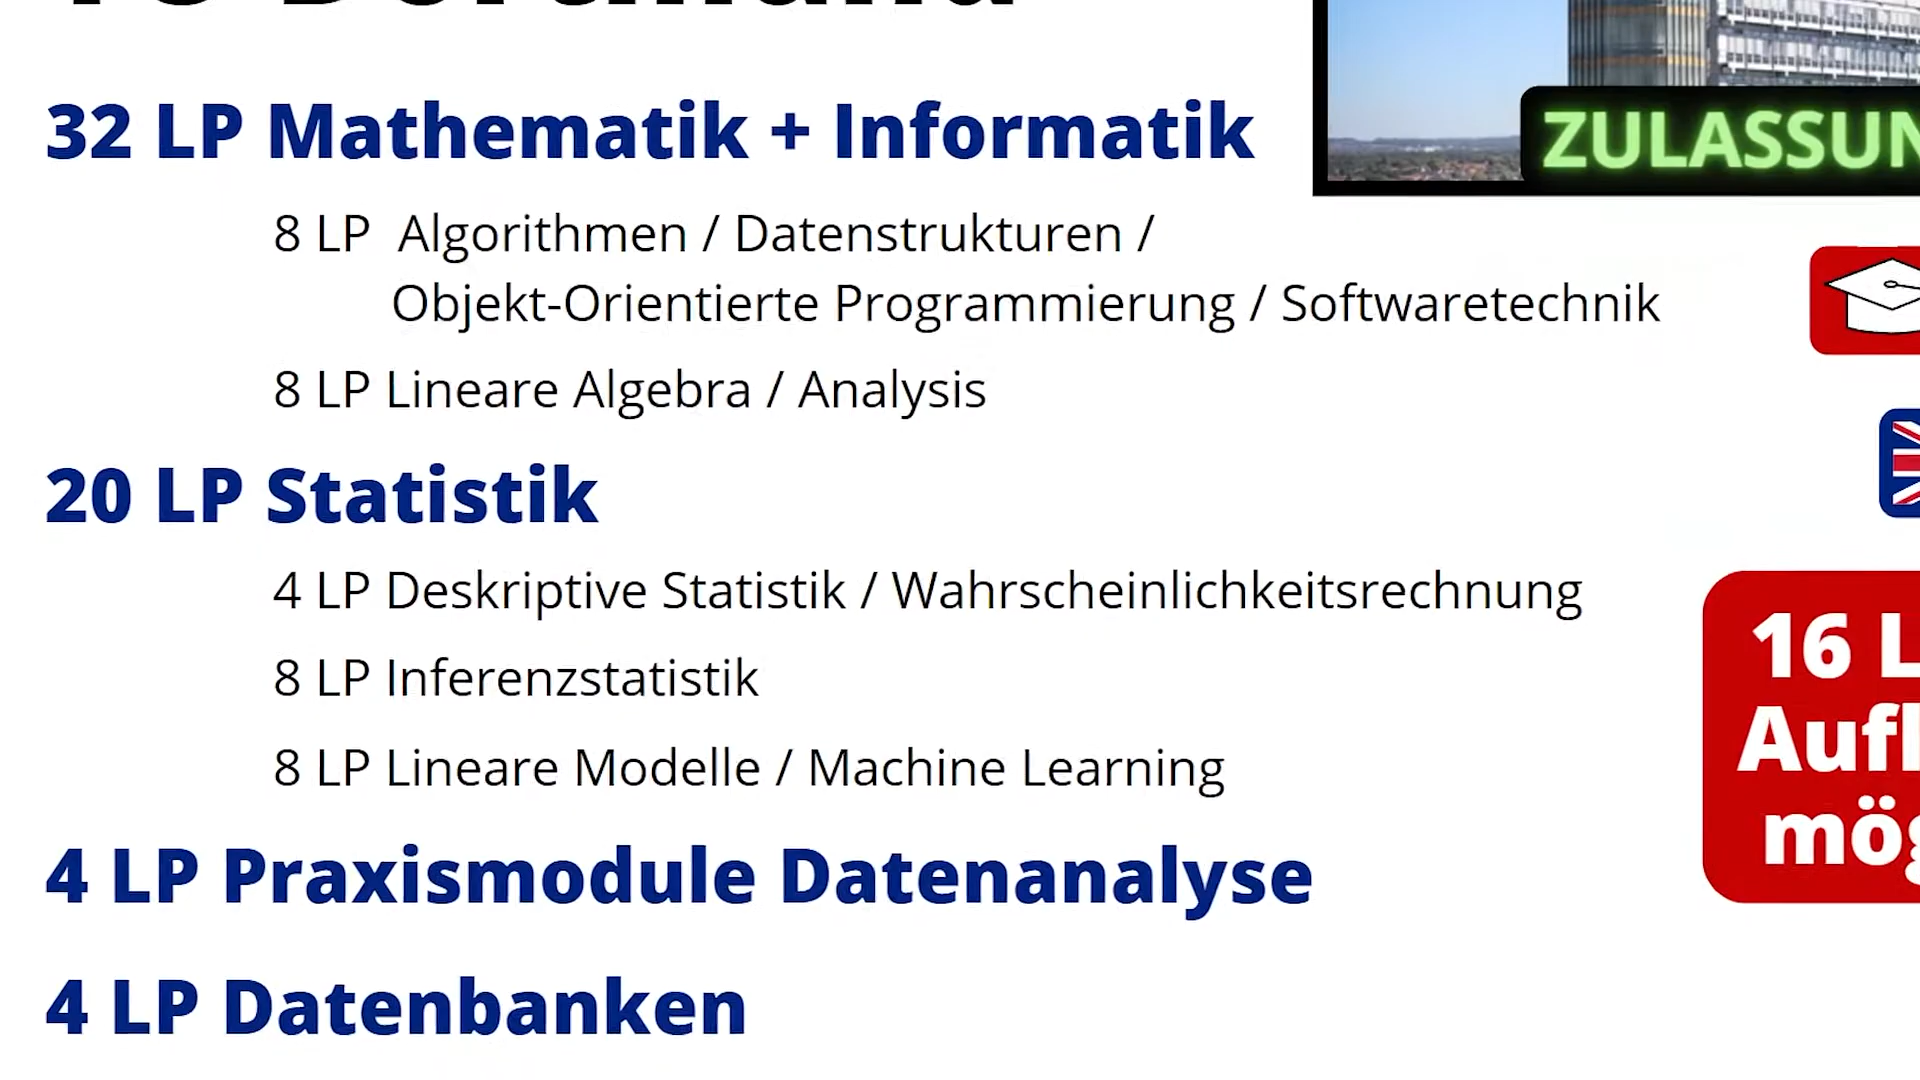 32 LP Mathematik + Informatik
ZULASSUN
8 LP Algorithmen / Datenstrukturen /
Objekt-Orientierte Programmierung / Softwaretechnik
8 LP Lineare Algebra / Analysis
20 LP Statistik
4 LP Deskriptive Statistik / Wahrscheinlichkeitsrechnung
8 LP Inferenzstatistik
8 LP Lineare Modelle / Machine Learning
16 L
Aufl
mög
4 LP Praxismodule Datenanalyse
4 LP Datenbanken